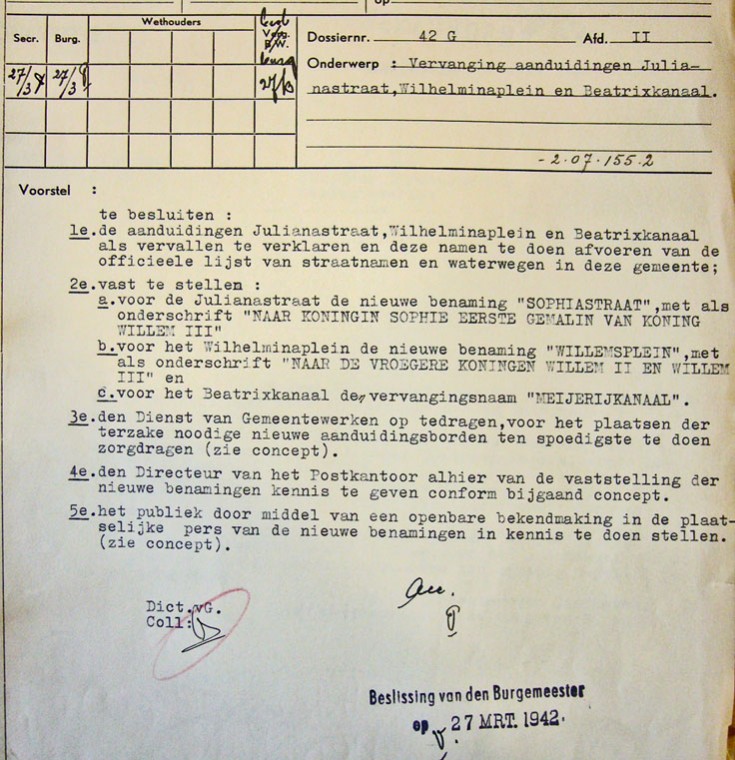 op
Wethouders
Secr. Burg.
B/W.
27/3 27/3 27/3
Dossiernr. 42 G Afd. II
Onderwerp : Vervanging aanduidingen Julia-
nastraat,Wilhelminaplein en Beatrixkanaal.
-2.07.155.2
Voorstel :
te besluiten :
1e.de aanduidingen Julianastraat,Wilhelminaplein en Beatrixkanaal
als vervallen te verklaren en deze namen te doen afvoeren van de
officieele lijst van straatnamen en waterwegen in deze gemeente;
2e.vast te stellen :
a.voor de Julianastraat de nieuwe benaming "SOPHIASTRAAT",met als
onderschrift "NAAR KONINGIN SOPHIE EERSTE GEMALIN VAN KONING
WILLEM III"
b.voor het Wilhelminaplein de nieuwe benaming "WILLEMSPLEIN",met
als onderschrift "NAAR DE VROEGERE KONINGEN WILLEM II EN WILLEM
III" en
c.voor het Beatrixkanaal de vervangingsnaam "MEIJERIJKANAAL".
3e.den Dienst van Gemeentewerken op tedragen,voor het plaatsen der
terzake noodige nieuwe aanduidingsborden ten spoedigste te doen
zorgdragen (zie concept).
4e.den Directeur van het Postkantoor alhier van de vaststelling der
nieuwe benamingen kennis te geven conform bijgaand concept.
5e.het publiek door middel van een openbare bekendmaking in de plaat-
selijke pers van de nieuwe benamingen in kennis te doen stellen.
(zie concept).
Dict.vG.
Coll:
Beslissing van den Burgemeester
op 27 MRT. 1942.